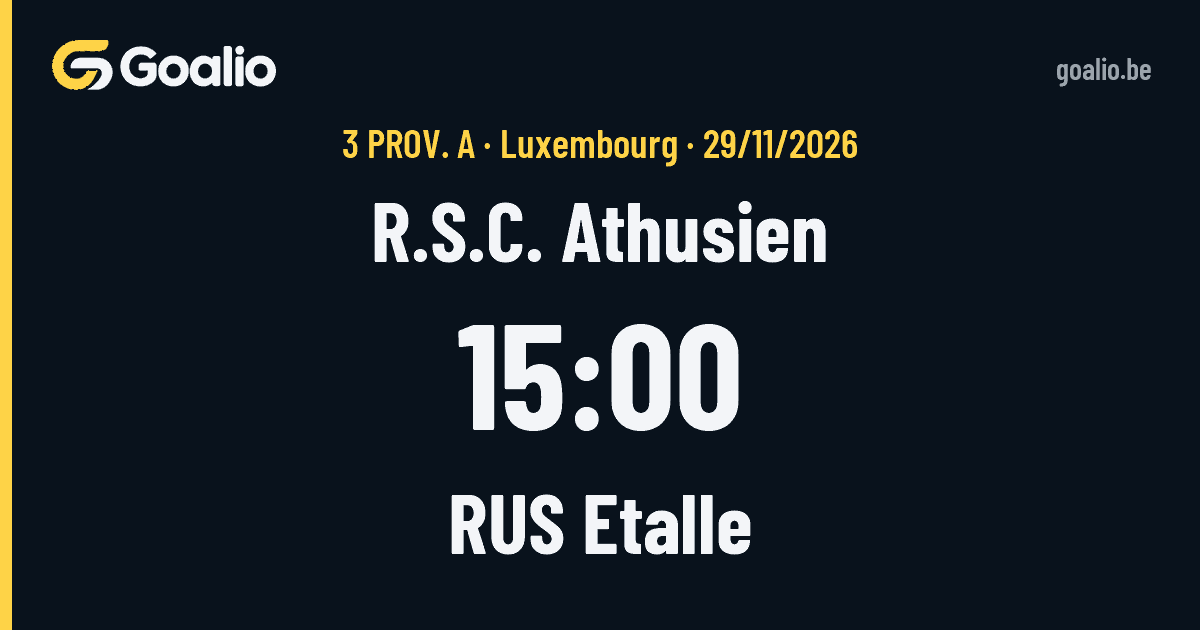 Goalio
goalio.be
3 PROV. A · Luxembourg · 29/11/2026
R.S.C. Athusien
15:00
RUS Etalle